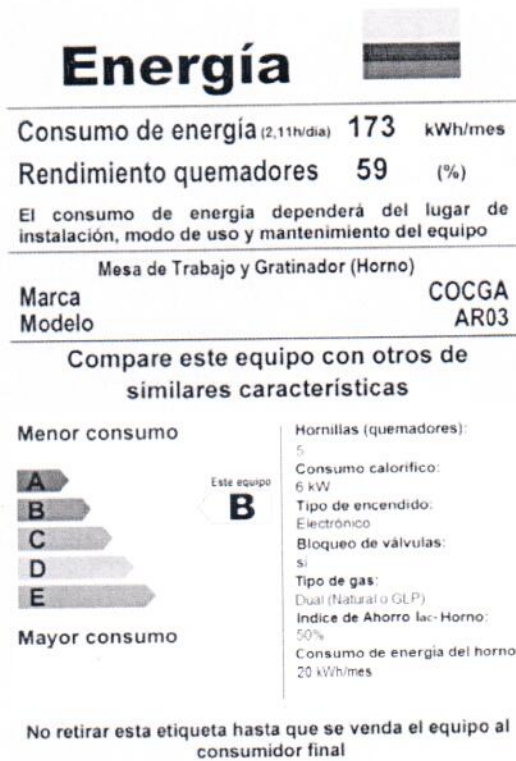 Energía
Consumo de energía (2,11h/dia) 173 kWh/mes
Rendimiento quemadores 59 (%)
El consumo de energía dependerá del lugar de
instalación, modo de uso y mantenimiento del equipo
Mesa de Trabajo y Gratinador (Horno)
Marca COCGA
Modelo AR03
Compare este equipo con otros de
similares características
Menor consumo
A
B
C
D
E
Mayor consumo
Este equipo
B
Hornillas (quemadores):
5
Consumo calorífico:
6 kW
Tipo de encendido:
Electrónico
Bloqueo de válvulas:
si
Tipo de gas:
Dual (Natural o GLP)
Indice de Ahorro Iac- Horno:
50%
Consumo de energía del horno
20 kWh/mes
No retirar esta etiqueta hasta que se venda el equipo al
consumidor final